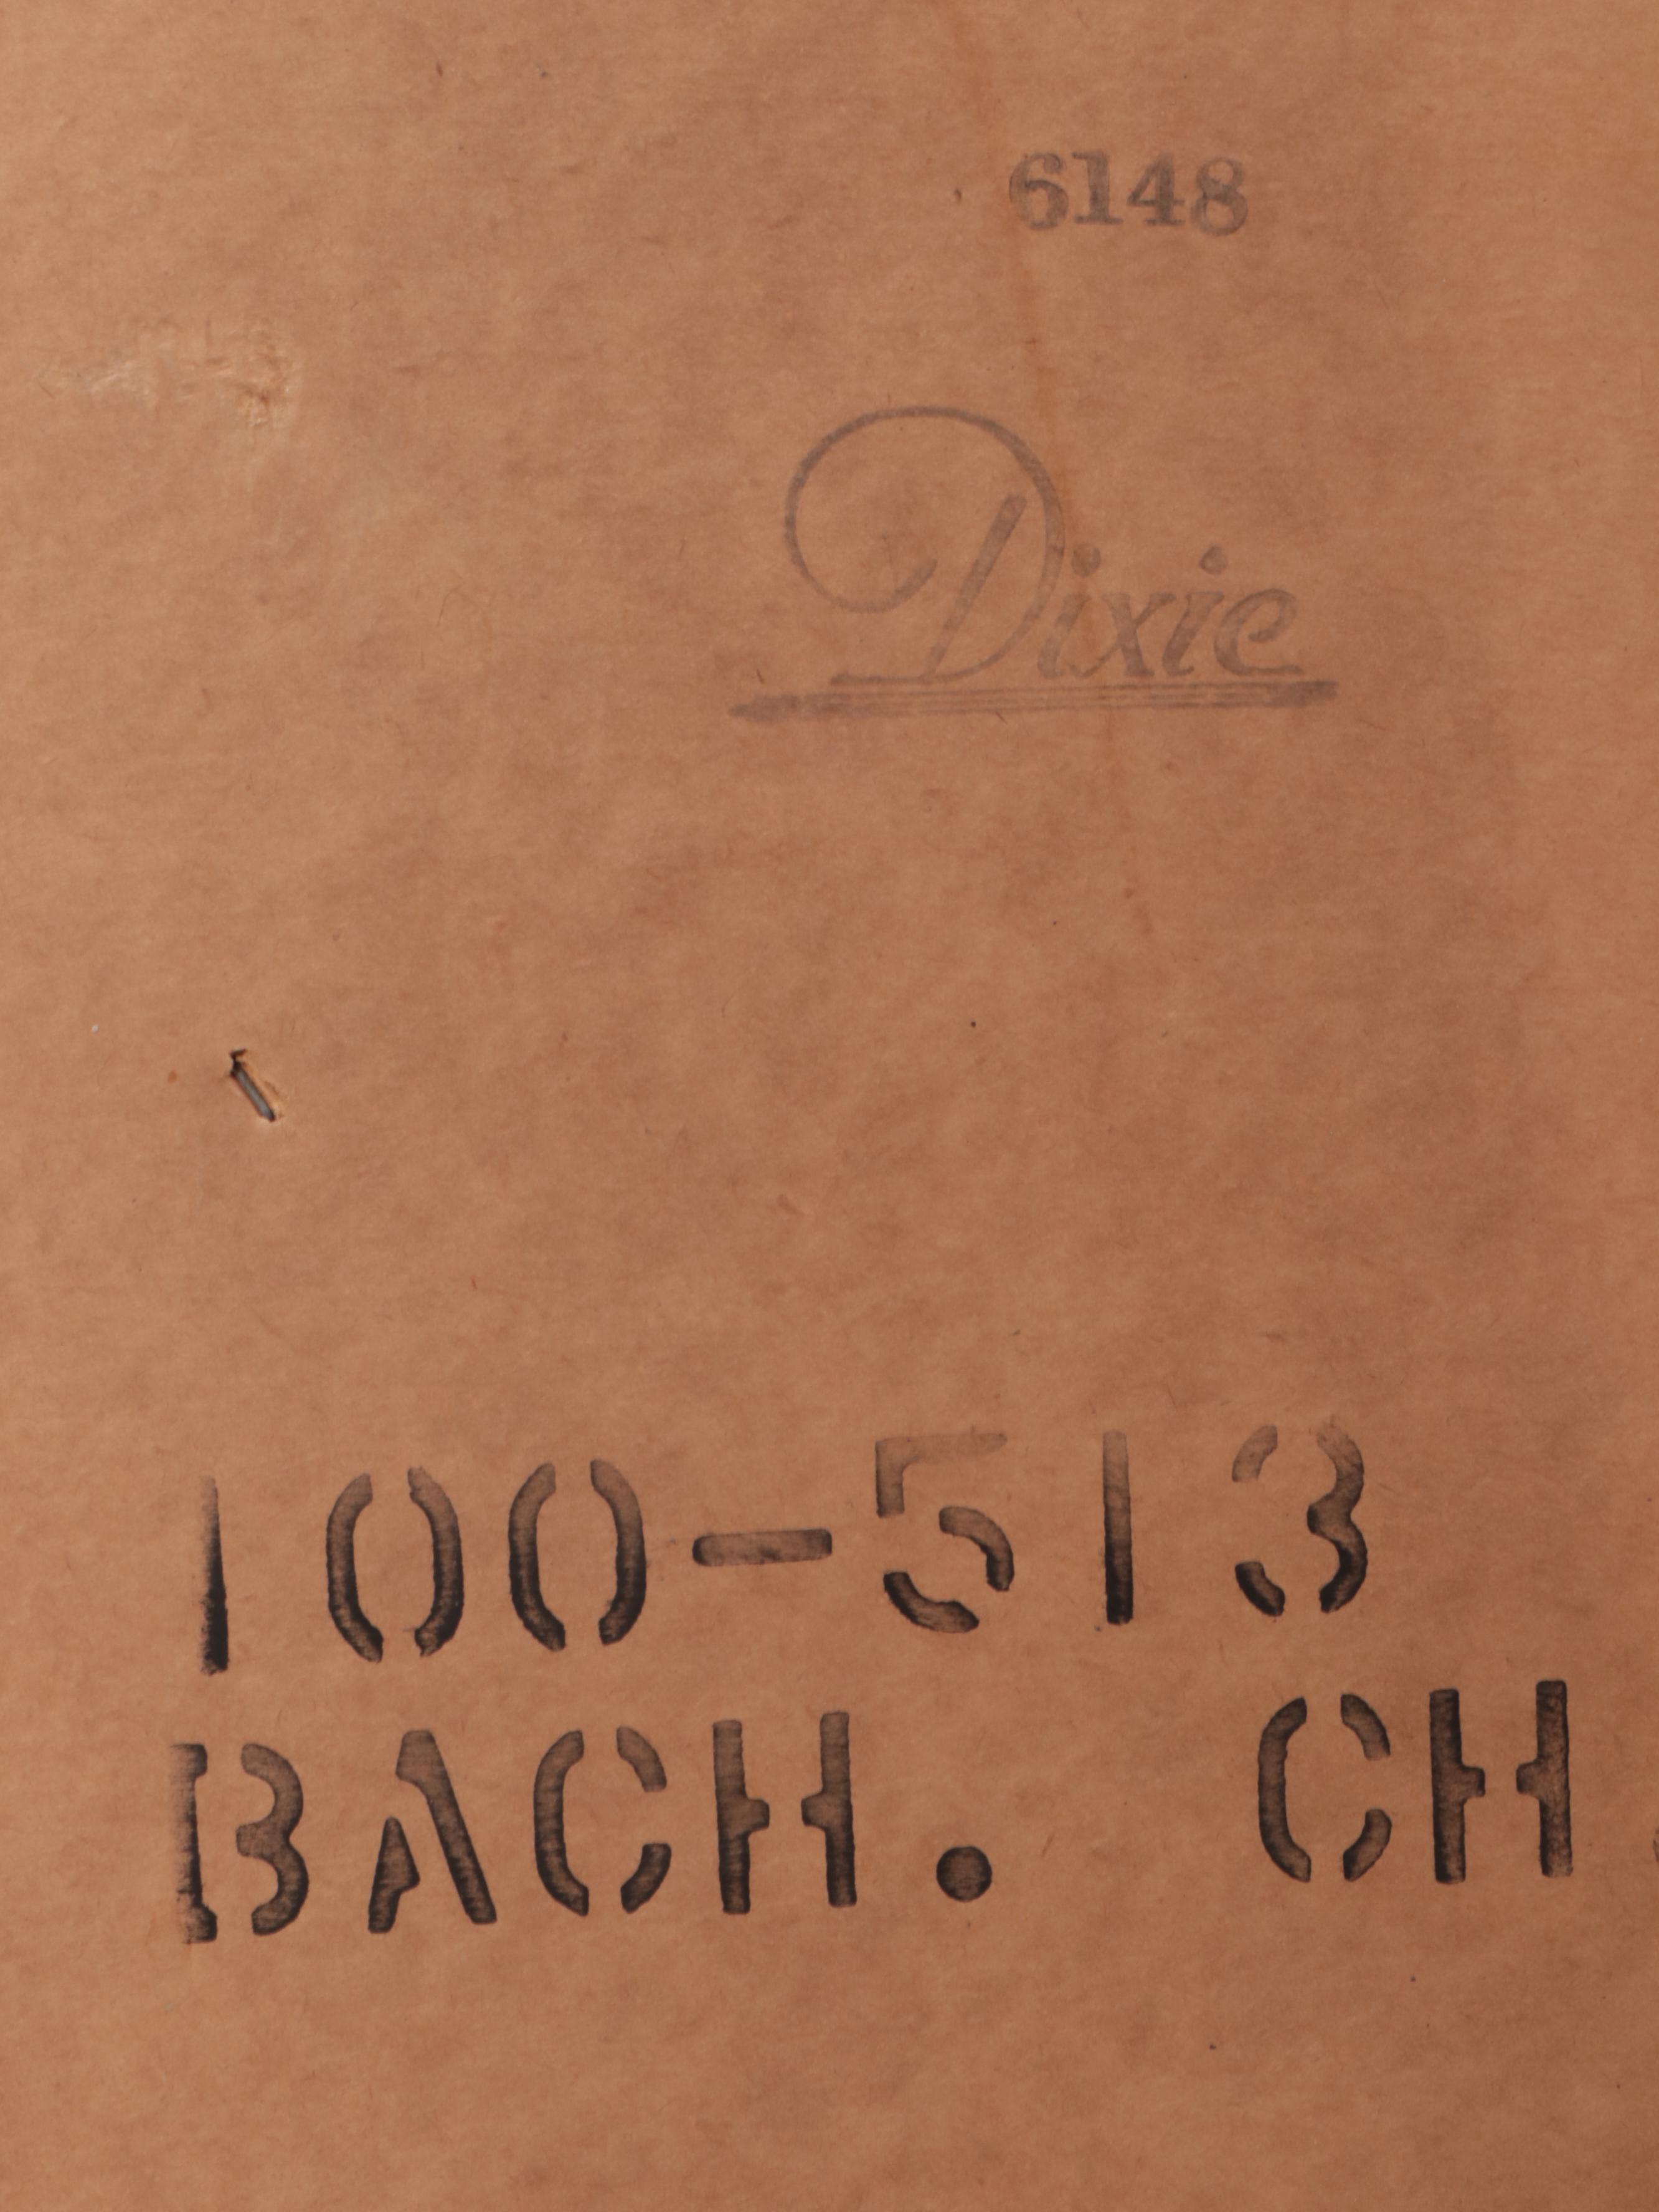 6148
Dixie
100-513
BACH. CH